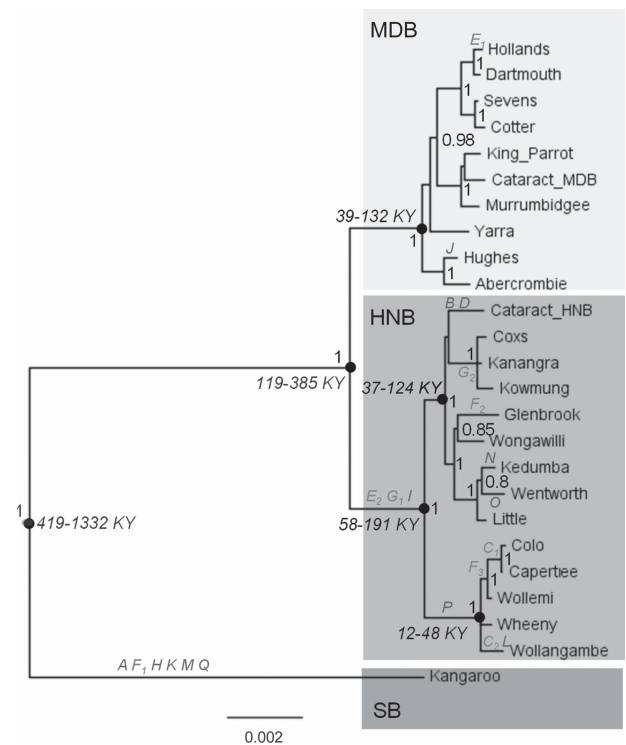 MDB
E1
Hollands
1
Dartmouth
1
Sevens
1
Cotter
0.98
King_Parrot
Cataract_MDB
1
Murrumbidgee
39-132 KY
1
Yarra
J
Hughes
1
Abercrombie
B D
Cataract_HNB
HNB
Coxs
1
Kanangra
G2
Kowmung
1
119-385 KY
37-124 KY
1
F2
Glenbrook
0.85
Wongawilli
1
N
Kedumba
0.8
1
Wentworth
O
Little
E2 G1 I
1
58-191 KY
1
419-1332 KY
C1
Colo
1
F3
Capertee
1
Wollemi
P
1
Wheeny
12-48 KY
C2 L
Wollangambe
A F1 H K M Q
Kangaroo
SB
0.002